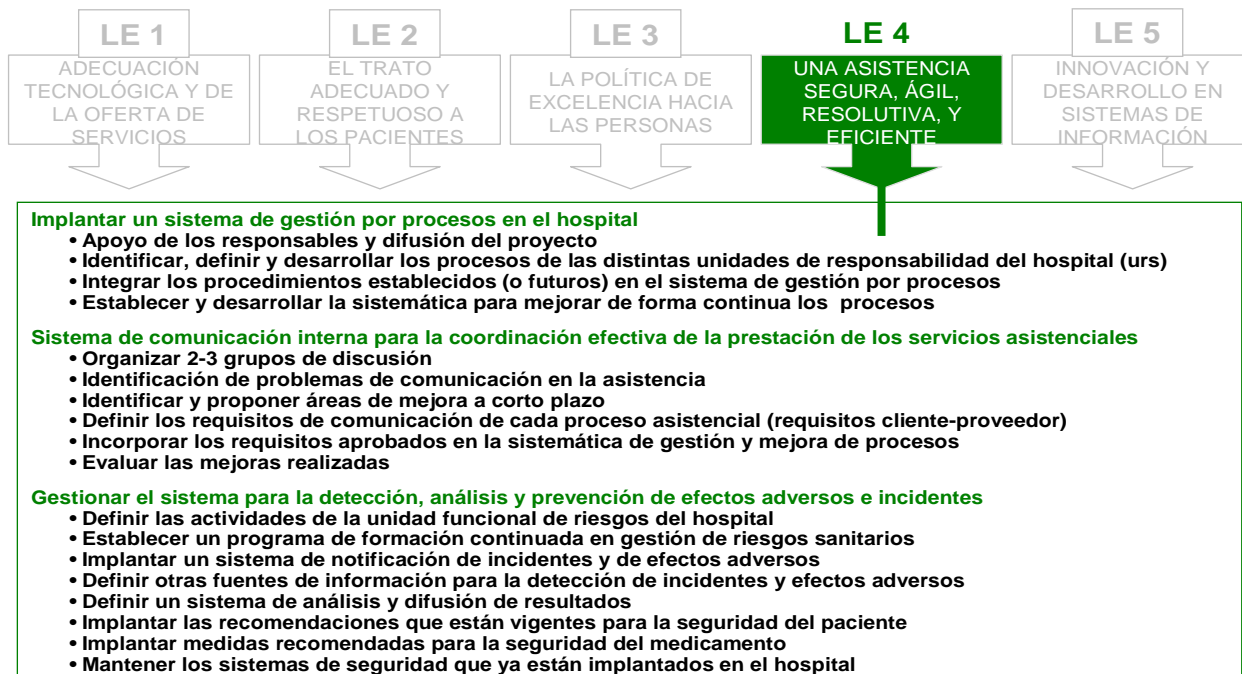 LE 1
ADECUACIÓN
TECNOLÓGICA Y DE
LA OFERTA DE
SERVICIOS
LE 2
EL TRATO
ADECUADO Y
RESPETUOSO A
LOS PACIENTES
LE 3
LA POLÍTICA DE
EXCELENCIA HACIA
LAS PERSONAS
LE 4
UNA ASISTENCIA
SEGURA, ÁGIL,
RESOLUTIVA, Y
EFICIENTE
LE 5
INNOVACIÓN Y
DESARROLLO EN
SISTEMAS DE
INFORMACIÓN
Implantar un sistema de gestión por procesos en el hospital
• Apoyo de los responsables y difusión del proyecto
• Identificar, definir y desarrollar los procesos de las distintas unidades de responsabilidad del hospital (urs)
• Integrar los procedimientos establecidos (o futuros) en el sistema de gestión por procesos
• Establecer y desarrollar la sistemática para mejorar de forma continua los procesos
Sistema de comunicación interna para la coordinación efectiva de la prestación de los servicios asistenciales
• Organizar 2-3 grupos de discusión
• Identificación de problemas de comunicación en la asistencia
• Identificar y proponer áreas de mejora a corto plazo
• Definir los requisitos de comunicación de cada proceso asistencial (requisitos cliente-proveedor)
• Incorporar los requisitos aprobados en la sistemática de gestión y mejora de procesos
• Evaluar las mejoras realizadas
Gestionar el sistema para la detección, análisis y prevención de efectos adversos e incidentes
• Definir las actividades de la unidad funcional de riesgos del hospital
• Establecer un programa de formación continuada en gestión de riesgos sanitarios
• Implantar un sistema de notificación de incidentes y de efectos adversos
• Definir otras fuentes de información para la detección de incidentes y efectos adversos
• Definir un sistema de análisis y difusión de resultados
• Implantar las recomendaciones que están vigentes para la seguridad del paciente
• Implantar medidas recomendadas para la seguridad del medicamento
• Mantener los sistemas de seguridad que ya están implantados en el hospital